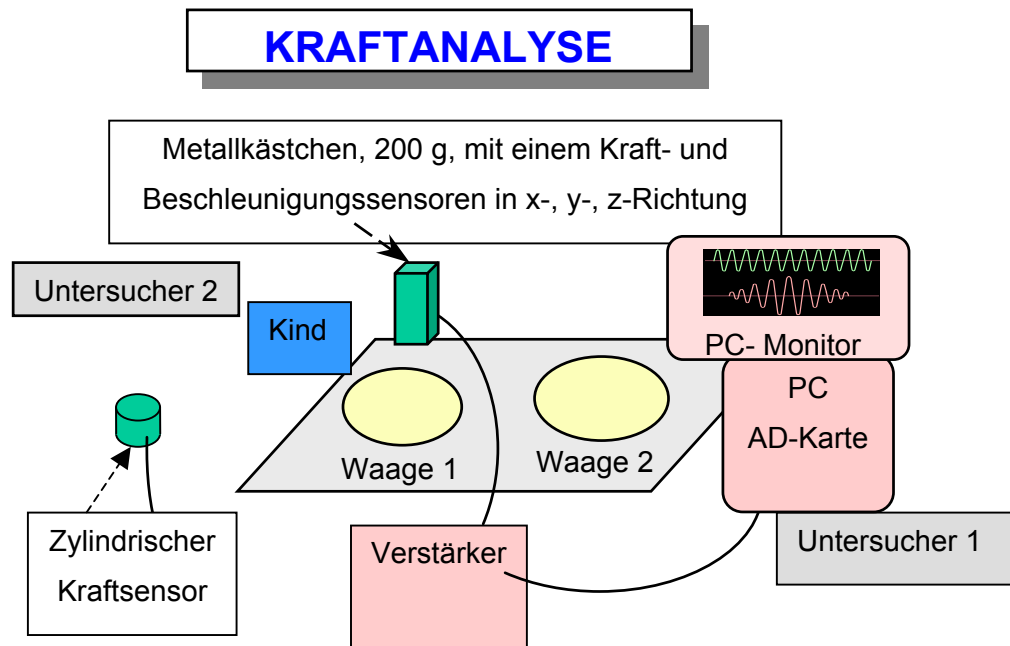 KRAFTANALYSE
Metallkästchen, 200 g, mit einem Kraft- und
Beschleunigungssensoren in x-, y-, z-Richtung
Untersucher 2
Kind
PC- Monitor
PC
AD-Karte
Waage 1
Waage 2
Zylindrischer
Kraftsensor
Verstärker
Untersucher 1